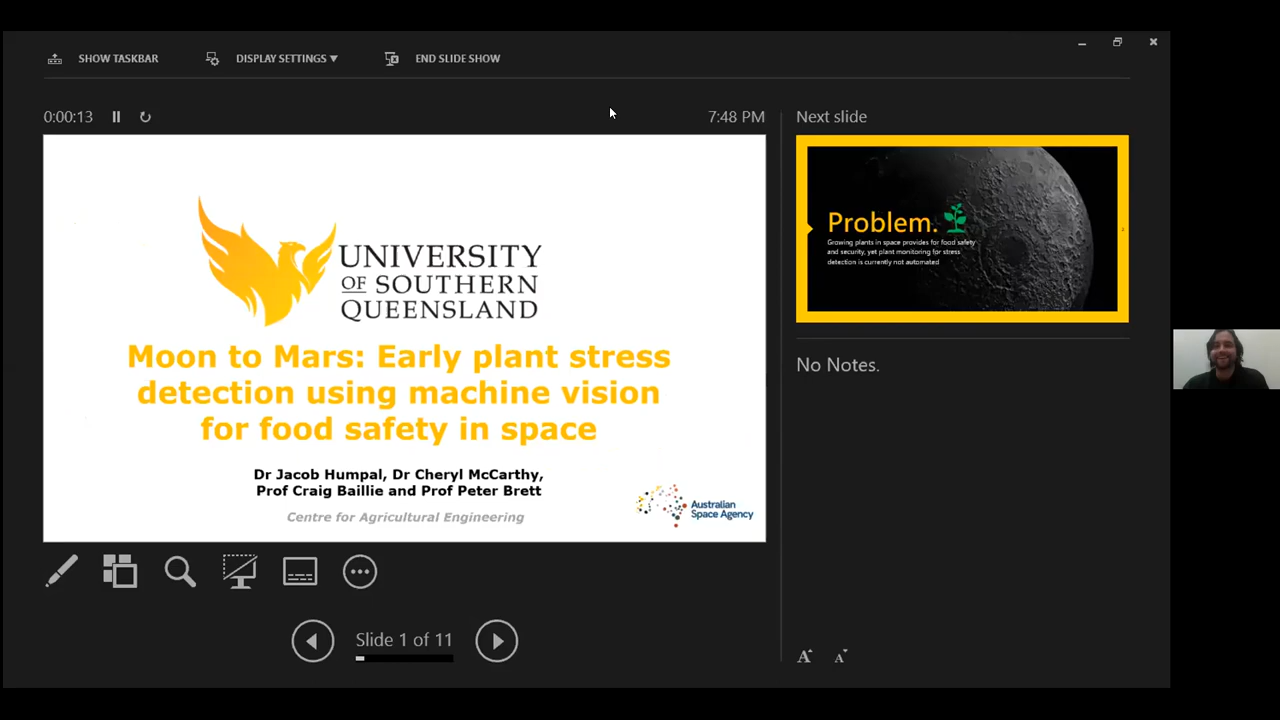 SHOW TASKBAR
DISPLAY SETTINGS ▼
END SLIDE SHOW
0:00:13
7:48 PM
UNIVERSITY
OF SOUTHERN
QUEENSLAND
Moon to Mars: Early plant stress
detection using machine vision
for food safety in space
Dr Jacob Humpal, Dr Cheryl McCarthy,
Prof Craig Baillie and Prof Peter Brett
Centre for Agricultural Engineering
Australian
Space Agency
Slide 1 of 11
Next slide
Problem.
Growing plants in space provides for food safety
and security, yet plant monitoring for stress
detection is currently not automated
No Notes.
A A